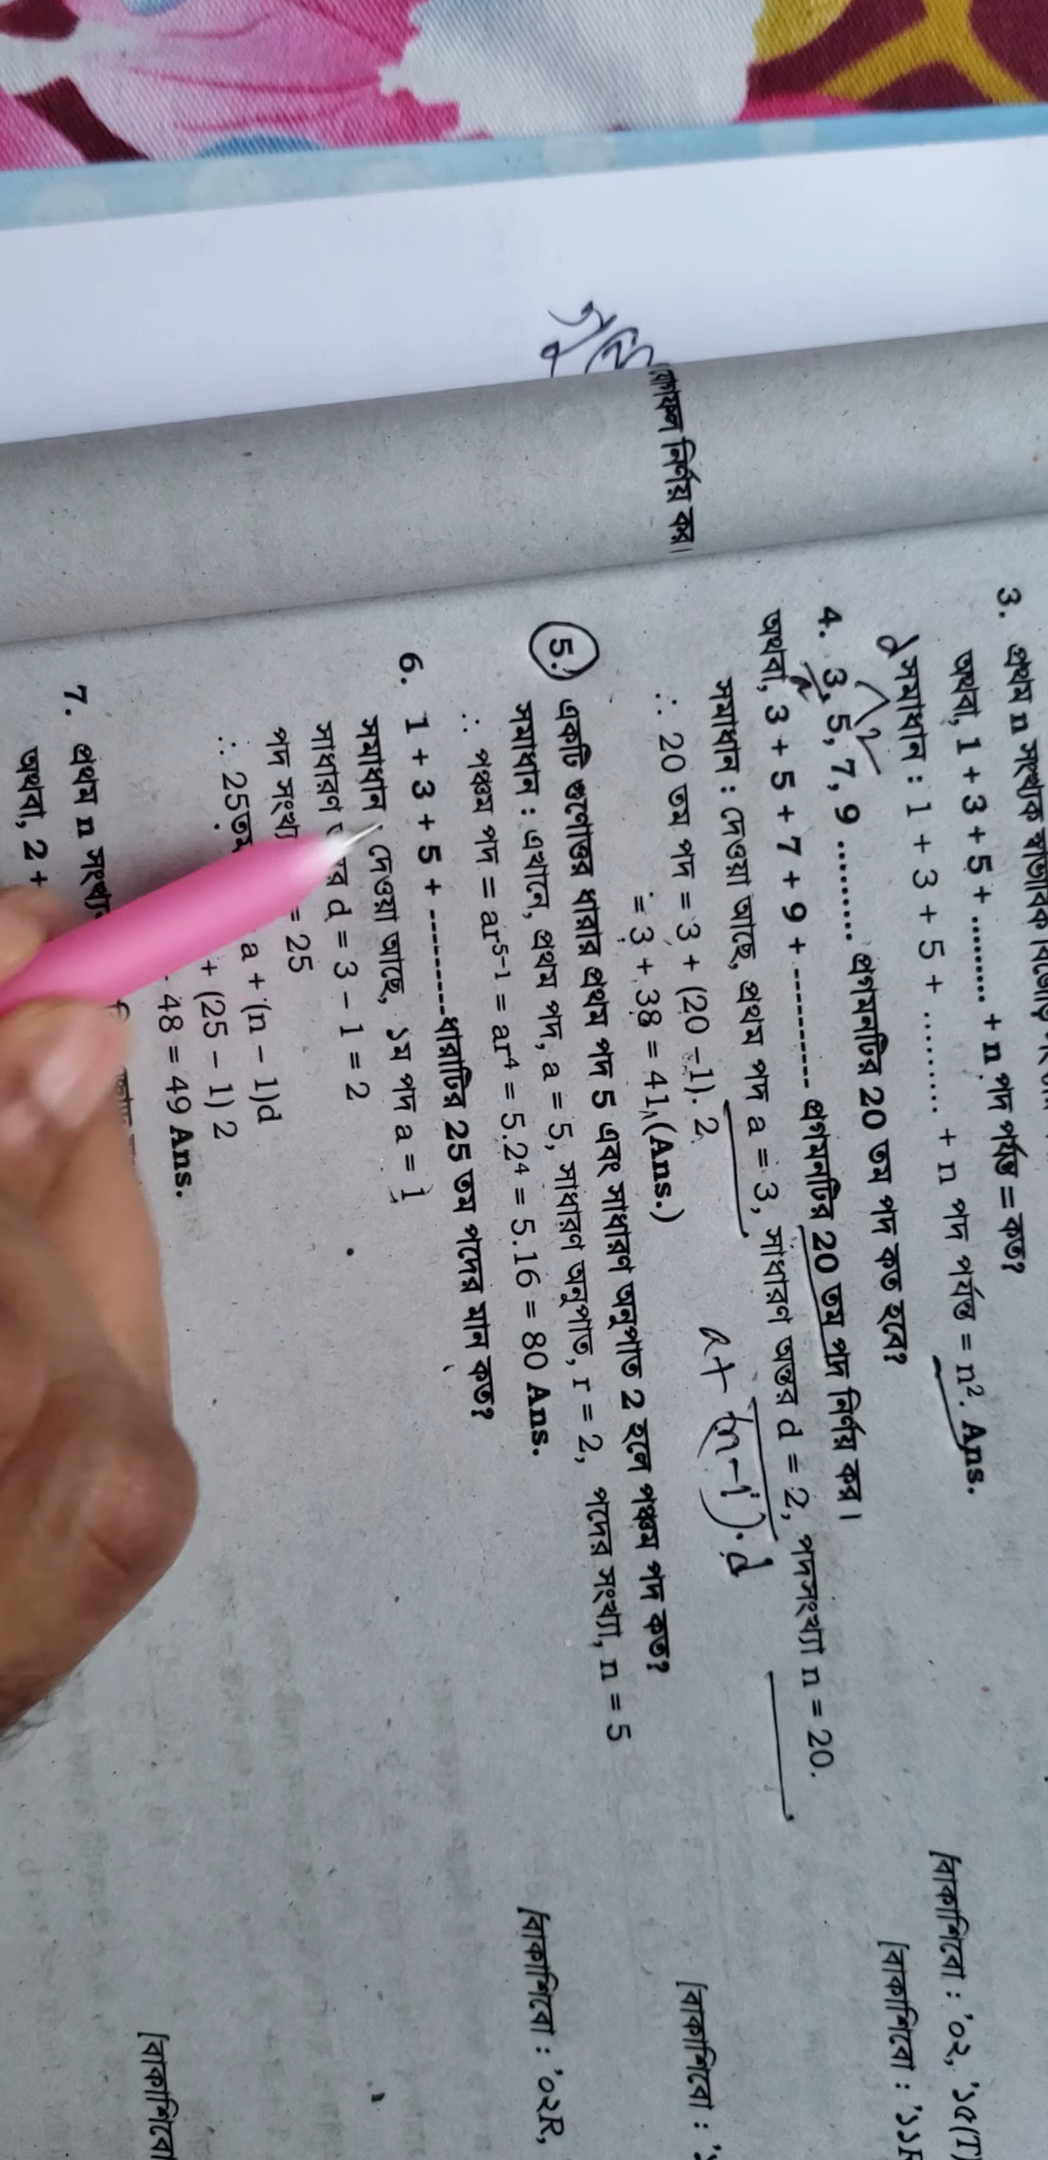 যোগফল নির্ণয় কর।
3. প্রথম n সংখ্যক স্বাভাবিক বিজোড়
অথবা, 1 + 3 + 5 + ......... + n পদ পর্যন্ত = কত?
সমাধান : 1 + 3 + 5 + ......... + n পদ পর্যন্ত = n². Ans.
[বাকাশিবো : '০২, '১৫(T)
4. 3, 5, 7, 9 ......... প্রগমনটির 20 তম পদ কত হবে?
[বাকাশিবো : '১১
2
অথবা, 3 + 5 + 7 + 9 + ---------- প্রগমনটির 20 তম পদ নির্ণয় কর।
সমাধান : দেওয়া আছে, প্রথম পদ a = 3, সাধারণ অন্তর d = 2, পদসংখ্যা n = 20.
∴ 20 তম পদ = 3 + (20 – 1). 2
= 3 + 38 = 41 (Ans.)
a + (n – 1) . d
[বাকাশিবো :
5. একটি গুণোত্তর ধারার প্রথম পদ 5 এবং সাধারণ অনুপাত 2 হলে পঞ্চম পদ কত?
সমাধান : এখানে, প্রথম পদ, a = 5, সাধারণ অনুপাত, r = 2, পদের সংখ্যা, n = 5
∴ পঞ্চম পদ = ar⁵⁻¹ = ar⁴ = 5.2⁴ = 5.16 = 80 Ans.
[বাকাশিবো : '০২R,
6. 1 + 3 + 5 + ----------ধারাটির 25 তম পদের মান কত?
সমাধান : দেওয়া আছে, ১ম পদ a = 1
সাধারণ d = 3 – 1 = 2
পদ সংখ্যা = 25
∴ 25তম a + (n – 1)d
+ (25 – 1) 2
48 = 49 Ans.
7. প্রথম n
[বাকাশিবো
অথবা, 2 +